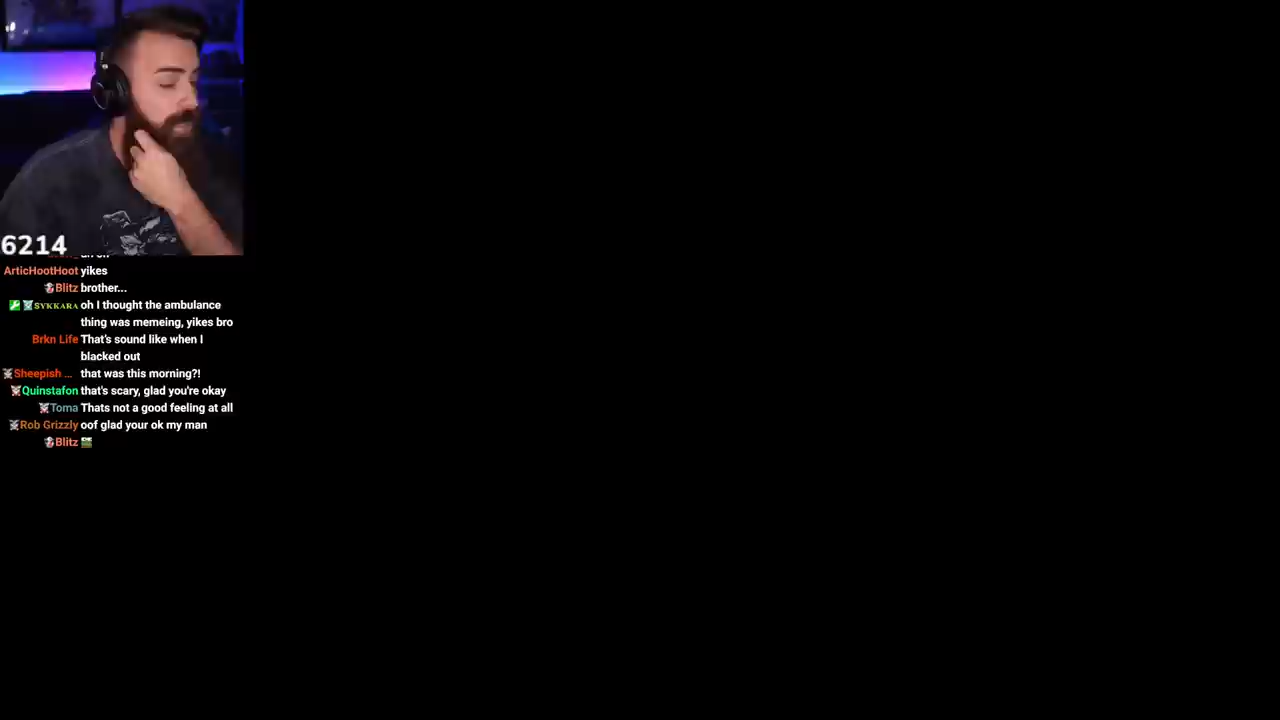 6214
ArticHootHoot yikes
Blitz brother...
SYKKARA oh I thought the ambulance
thing was memeing, yikes bro
Brkn Life That's sound like when I
blacked out
Sheepish ... that was this morning?!
Quinstafon that's scary, glad you're okay
Toma Thats not a good feeling at all
Rob Grizzly oof glad your ok my man
Blitz